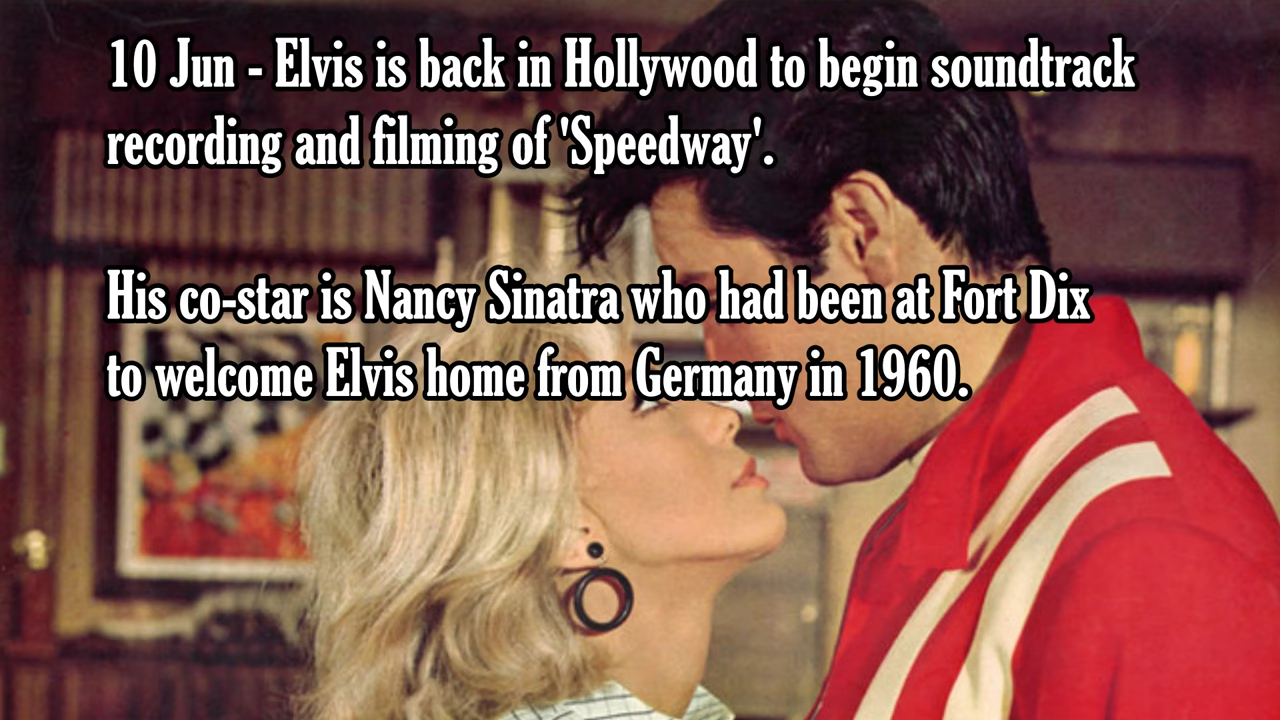 10 Jun - Elvis is back in Hollywood to begin soundtrack
recording and filming of 'Speedway'.
His co-star is Nancy Sinatra who had been at Fort Dix
to welcome Elvis home from Germany in 1960.